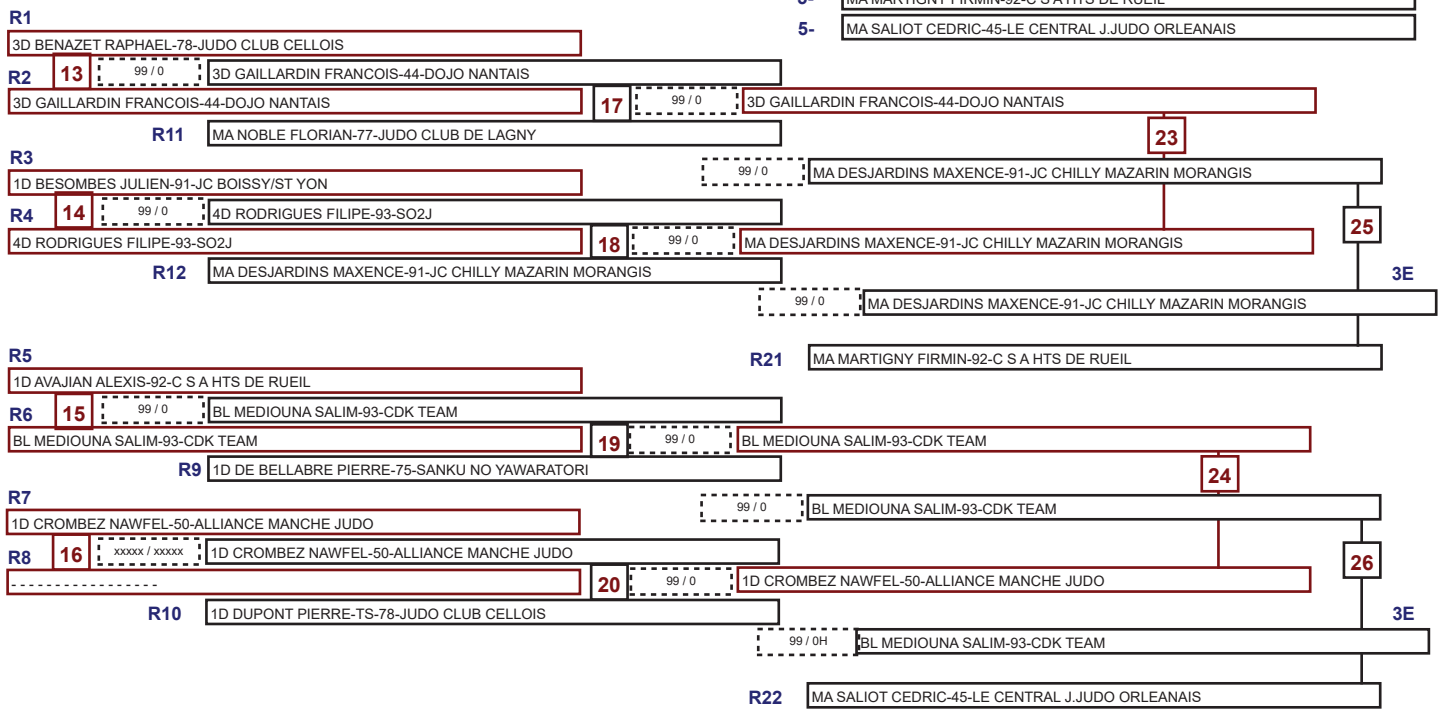 5- MA MARTIGNY FIRMIN-92-C S A HTS DE RUEIL
R1
5- MA SALIOT CEDRIC-45-LE CENTRAL J.JUDO ORLEANAIS
3D BENAZET RAPHAEL-78-JUDO CLUB CELLOIS
R2 13 99 / 0 3D GAILLARDIN FRANCOIS-44-DOJO NANTAIS
3D GAILLARDIN FRANCOIS-44-DOJO NANTAIS 17 99 / 0 3D GAILLARDIN FRANCOIS-44-DOJO NANTAIS
R11 MA NOBLE FLORIAN-77-JUDO CLUB DE LAGNY 23
R3
99 / 0 MA DESJARDINS MAXENCE-91-JC CHILLY MAZARIN MORANGIS
1D BESOMBES JULIEN-91-JC BOISSY/ST YON
R4 14 99 / 0 4D RODRIGUES FILIPE-93-SO2J 25
4D RODRIGUES FILIPE-93-SO2J 18 99 / 0 MA DESJARDINS MAXENCE-91-JC CHILLY MAZARIN MORANGIS
R12 MA DESJARDINS MAXENCE-91-JC CHILLY MAZARIN MORANGIS 3E
99 / 0 MA DESJARDINS MAXENCE-91-JC CHILLY MAZARIN MORANGIS
R5
R21 MA MARTIGNY FIRMIN-92-C S A HTS DE RUEIL
1D AVAJIAN ALEXIS-92-C S A HTS DE RUEIL
R6 15 99 / 0 BL MEDIOUNA SALIM-93-CDK TEAM
BL MEDIOUNA SALIM-93-CDK TEAM 19 99 / 0 BL MEDIOUNA SALIM-93-CDK TEAM
R9 1D DE BELLABRE PIERRE-75-SANKU NO YAWARATORI 24
R7
99 / 0 BL MEDIOUNA SALIM-93-CDK TEAM
1D CROMBEZ NAWFEL-50-ALLIANCE MANCHE JUDO
R8 16 xxxxx / xxxxx 1D CROMBEZ NAWFEL-50-ALLIANCE MANCHE JUDO 26
- - - - - - - - - - - - - - - - - 20 99 / 0 1D CROMBEZ NAWFEL-50-ALLIANCE MANCHE JUDO
R10 1D DUPONT PIERRE-TS-78-JUDO CLUB CELLOIS 3E
99 / 0H BL MEDIOUNA SALIM-93-CDK TEAM
R22 MA SALIOT CEDRIC-45-LE CENTRAL J.JUDO ORLEANAIS